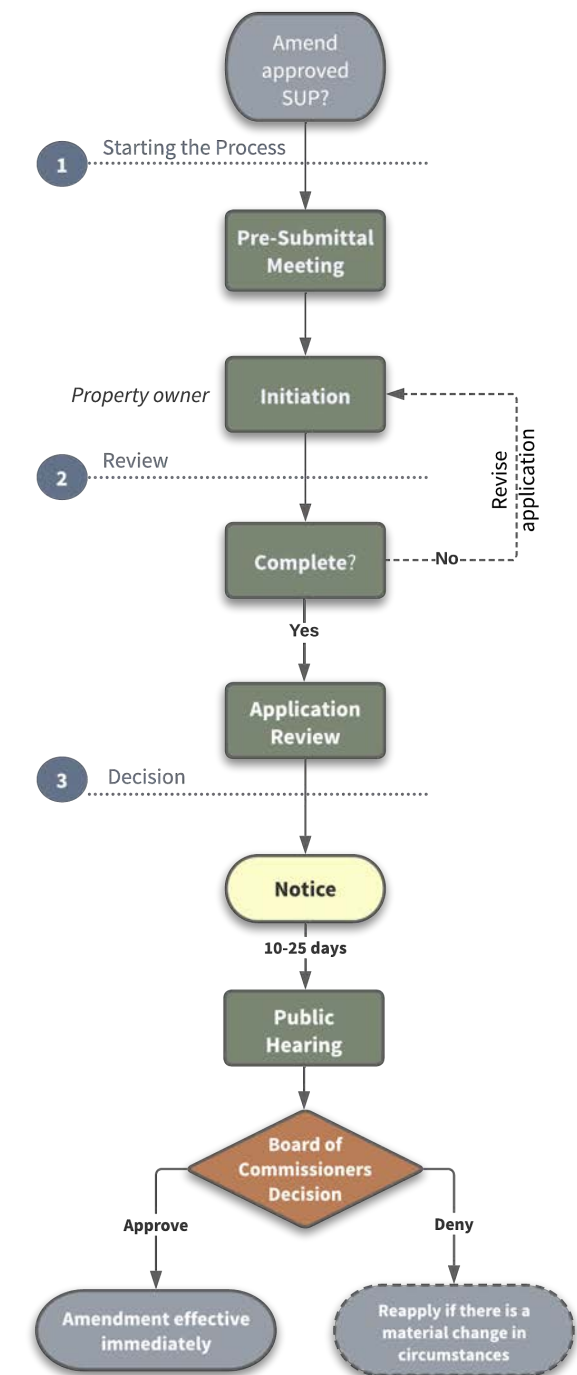 Amend
approved
SUP?
1
Starting the Process
Pre-Submittal
Meeting
Property owner
Initiation
Revise
application
2
Review
Complete?
No
Yes
Application
Review
3
Decision
Notice
10-25 days
Public
Hearing
Board of
Commissioners
Decision
Approve
Deny
Amendment effective
immediately
Reapply if there is a
material change in
circumstances